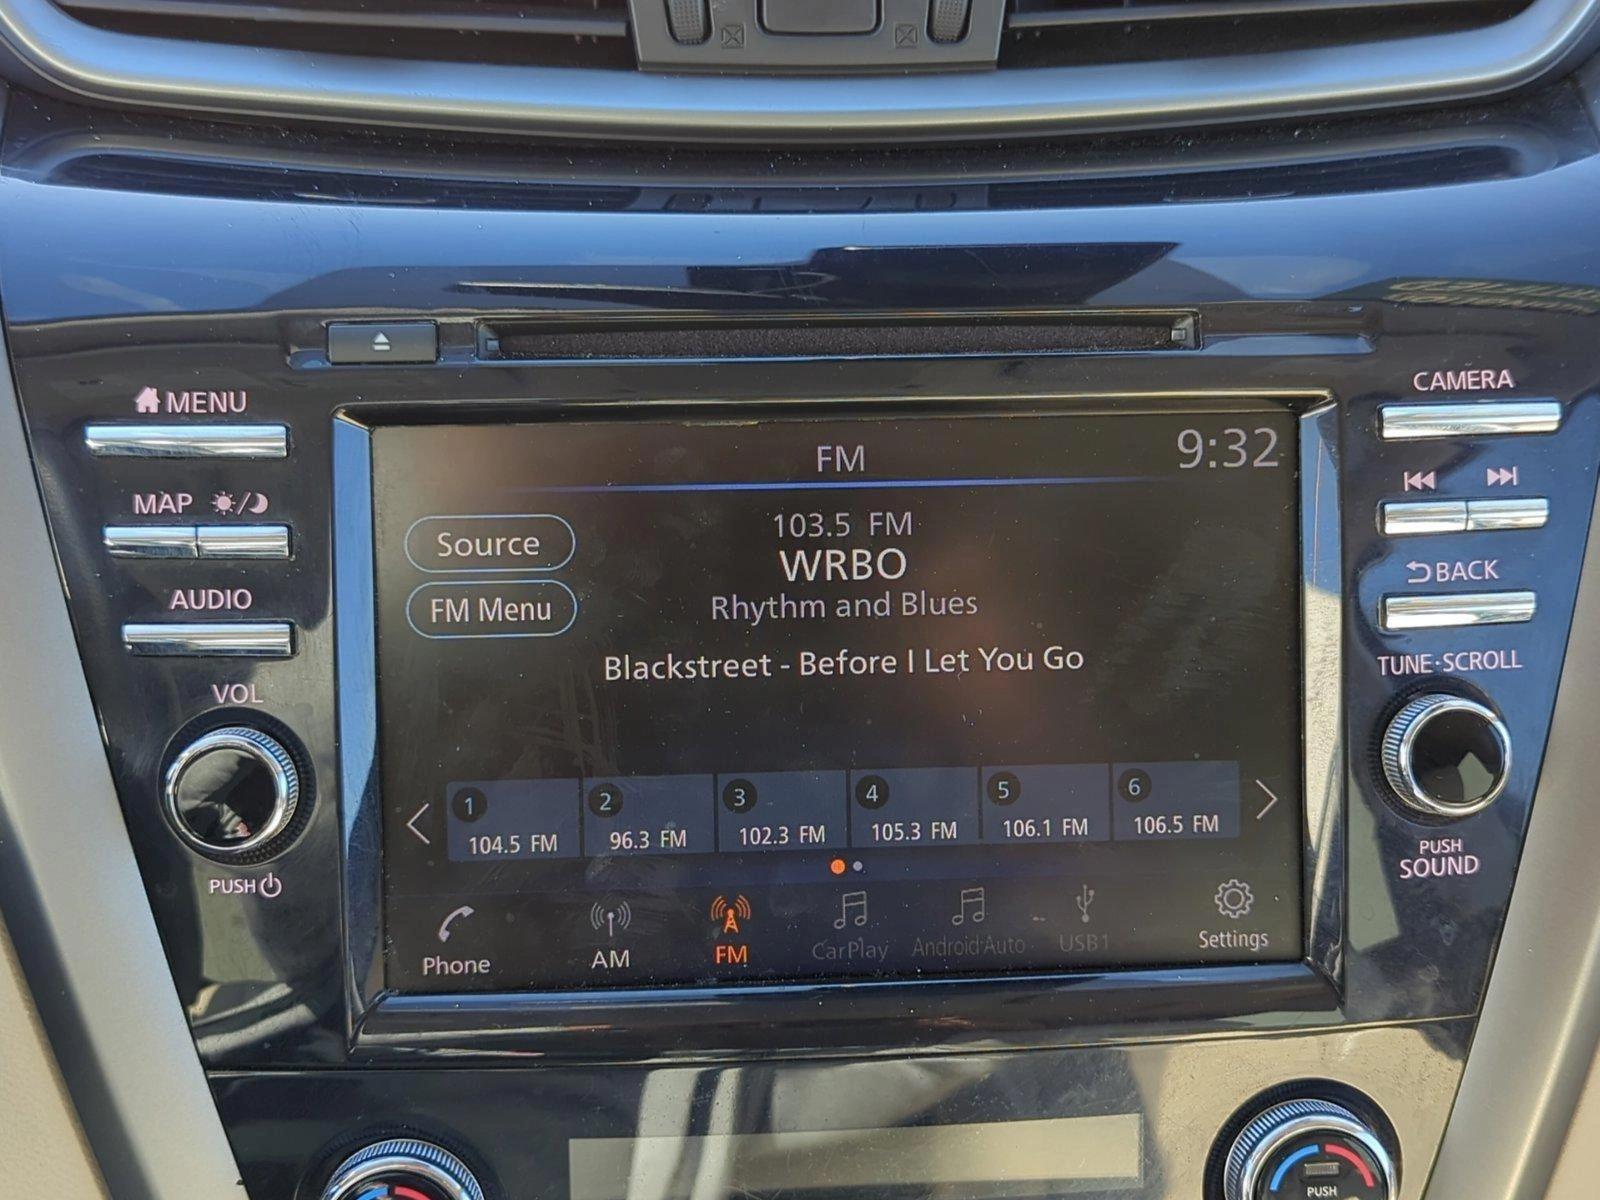 MENU
CAMERA
MAP
AUDIO
BACK
VOL
TUNE·SCROLL
PUSH
PUSH
SOUND
FM
9:32
Source
FM Menu
103.5 FM
WRBO
Rhythm and Blues
Blackstreet - Before I Let You Go
1
2
3
4
5
6
104.5 FM
96.3 FM
102.3 FM
105.3 FM
106.1 FM
106.5 FM
Phone
AM
FM
CarPlay
Android Auto
USB1
Settings
PUSH